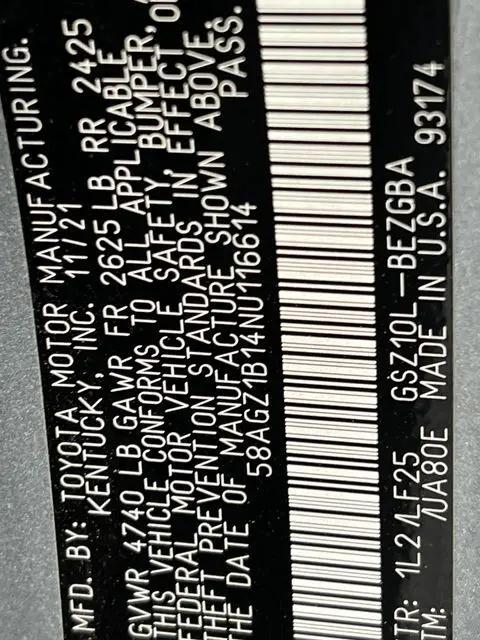 MFD. BY: TOYOTA MOTOR MANUFACTURING.
KENTUCKY, INC. 11/21
GVWR 4740 LB GAWR FR 2625 LB RR 2425
THIS VEHICLE CONFORMS TO ALL APPLICABLE
FEDERAL MOTOR VEHICLE SAFETY, BUMPER,
THEFT PREVENTION STANDARDS IN EFFECT O
THE DATE OF MANUFACTURE SHOWN ABOVE.
58AGZ1B14NU116614 PASS.
TR: 1L2/LF25 GSZ10L-BEZGBA
TM: /UA80E MADE IN U.S.A. 93174